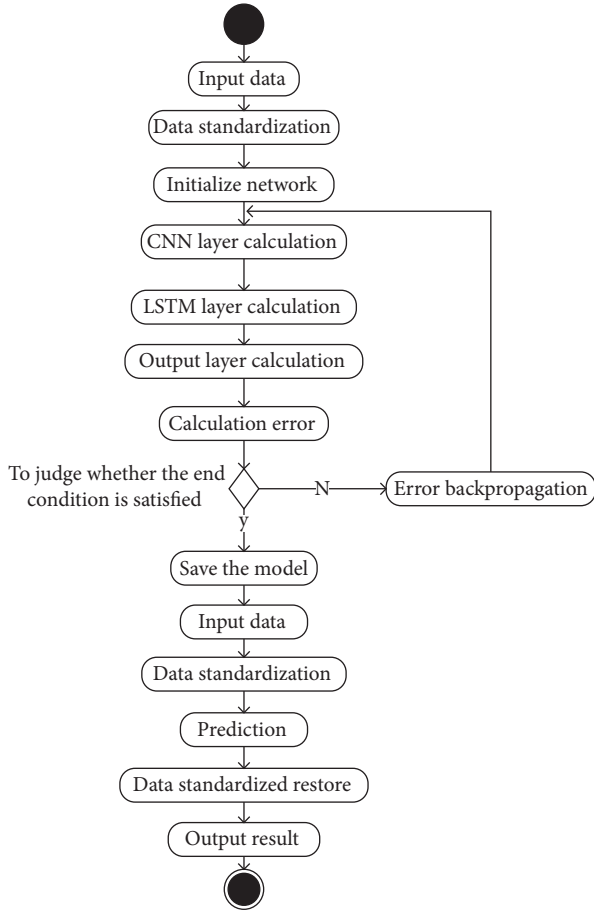 Input data
Data standardization
Initialize network
CNN layer calculation
LSTM layer calculation
Output layer calculation
Calculation error
To judge whether the end
condition is satisfied
N
Error backpropagation
y
Save the model
Input data
Data standardization
Prediction
Data standardized restore
Output result